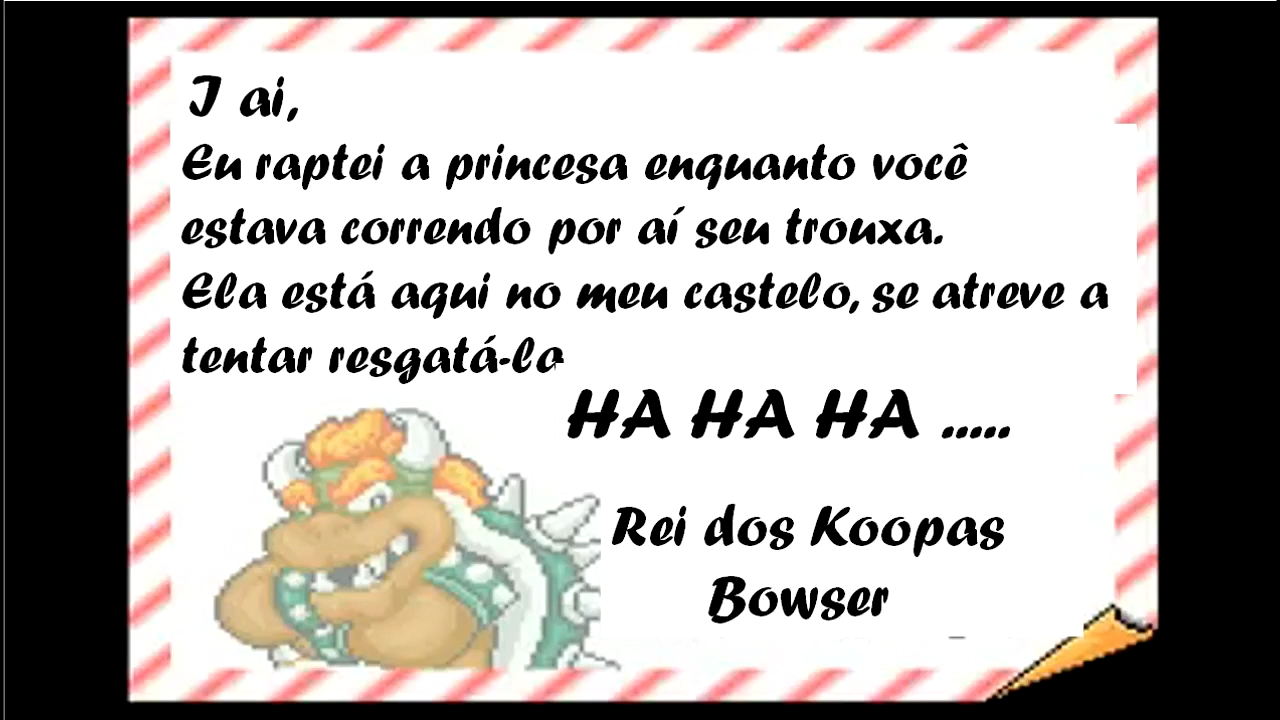 I ai,
Eu raptei a princesa enquanto você
estava correndo por aí seu trouxa.
Ela está aqui no meu castelo, se atreve a
tentar resgatá-la
HA HA HA .....
Rei dos Koopas
Bowser